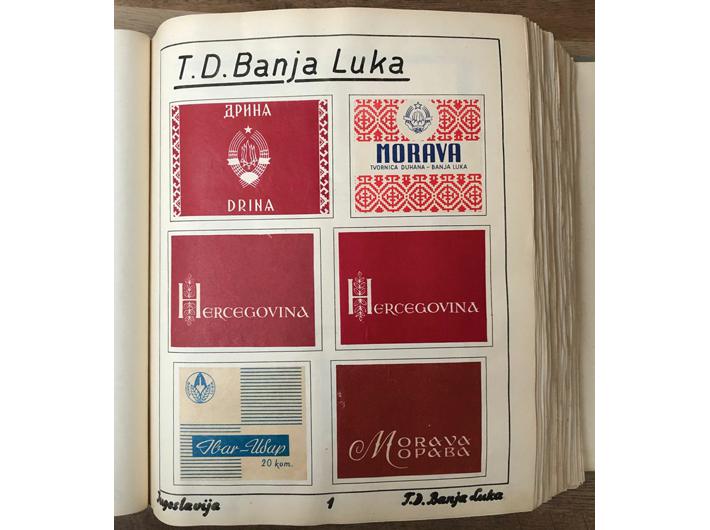 T.D. Banja Luka
ДРИНА
DRINA
MORAVA
TVORNICA DUHANA – BANJA LUKA
HERCEGOVINA
HERCEGOVINA
Ibar – Ибар
20 kom.
MORAVA
МОРАВА
Jugoslavija
1
T.D. Banja Luka